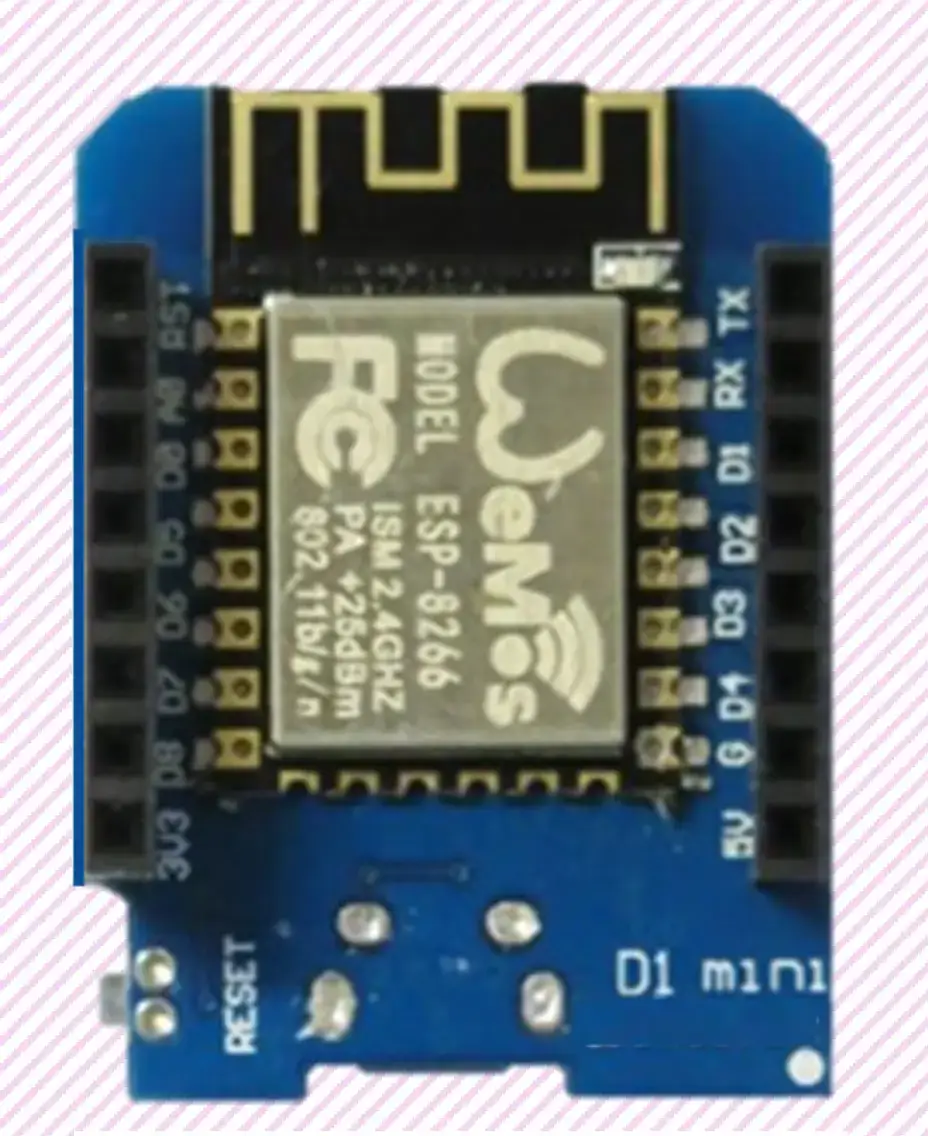 WEMOS
MODEL ESP-8266
ISM 2.4GHZ
PA +25dBm
802.11b/g/n
FC
RST
A0
D0
D5
D6
D7
D8
3V3
TX
RX
D1
D2
D3
D4
G
5V
RESET
D1 mini